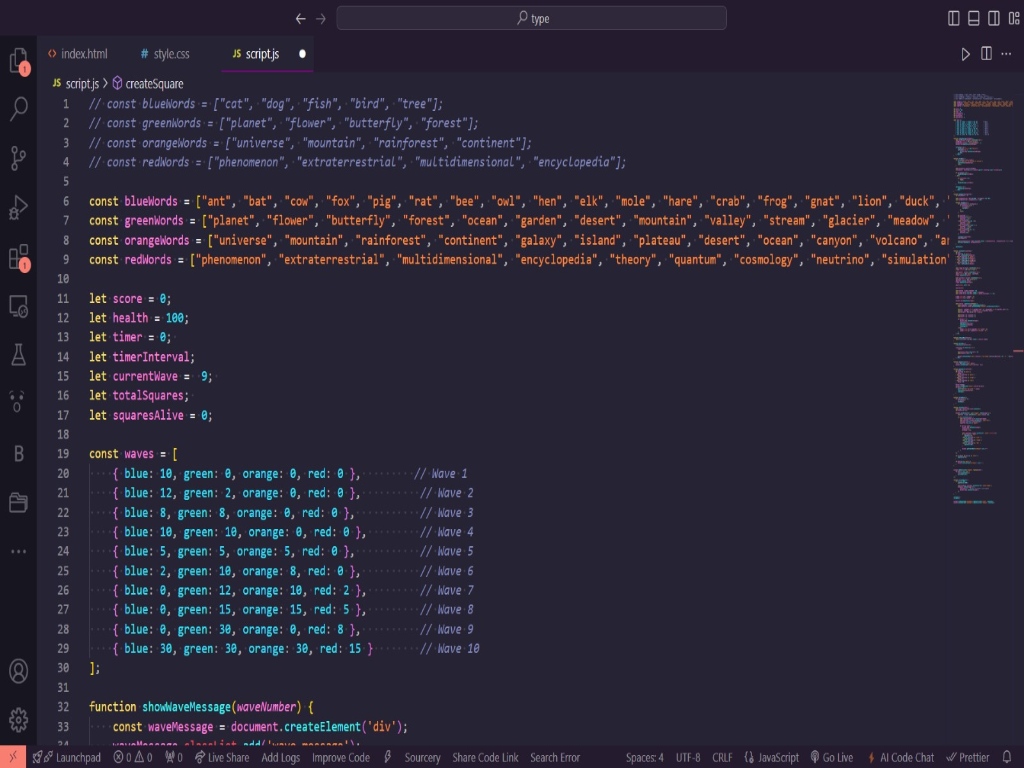 type
index.html
# style.css
JS script.js
JS script.js > createSquare
1 // const blueWords = ["cat", "dog", "fish", "bird", "tree"];
2 // const greenWords = ["planet", "flower", "butterfly", "forest"];
3 // const orangeWords = ["universe", "mountain", "rainforest", "continent"];
4 // const redWords = ["phenomenon", "extraterrestrial", "multidimensional", "encyclopedia"];
5
6 const blueWords = ["ant", "bat", "cow", "fox", "pig", "rat", "bee", "owl", "hen", "elk", "mole", "hare", "crab", "frog", "gnat", "lion", "duck", "
7 const greenWords = ["planet", "flower", "butterfly", "forest", "ocean", "garden", "desert", "mountain", "valley", "stream", "glacier", "meadow", "
8 const orangeWords = ["universe", "mountain", "rainforest", "continent", "galaxy", "island", "plateau", "desert", "ocean", "canyon", "volcano", "a
9 const redWords = ["phenomenon", "extraterrestrial", "multidimensional", "encyclopedia", "theory", "quantum", "cosmology", "neutrino", "simulation"
10
11 let score = 0;
12 let health = 100;
13 let timer = 0;
14 let timerInterval;
15 let currentWave = 9;
16 let totalSquares;
17 let squaresAlive = 0;
18
19 const waves = [
20 { blue: 10, green: 0, orange: 0, red: 0 }, // Wave 1
21 { blue: 12, green: 2, orange: 0, red: 0 }, // Wave 2
22 { blue: 8, green: 8, orange: 0, red: 0 }, // Wave 3
23 { blue: 10, green: 10, orange: 0, red: 0 }, // Wave 4
24 { blue: 5, green: 5, orange: 5, red: 0 }, // Wave 5
25 { blue: 2, green: 10, orange: 8, red: 0 }, // Wave 6
26 { blue: 0, green: 12, orange: 10, red: 2 }, // Wave 7
27 { blue: 0, green: 15, orange: 15, red: 5 }, // Wave 8
28 { blue: 0, green: 30, orange: 0, red: 8 }, // Wave 9
29 { blue: 30, green: 30, orange: 30, red: 15 } // Wave 10
30 ];
31
32 function showWaveMessage(waveNumber) {
33 const waveMessage = document.createElement('div');
34 waveMessage.classList.add('wave-message');
1
1
B
Launchpad 0 0 0 Live Share Add Logs Improve Code Sourcery Share Code Link Search Error Spaces: 4 UTF-8 CRLF {} JavaScript Go Live AI Code Chat Prettier